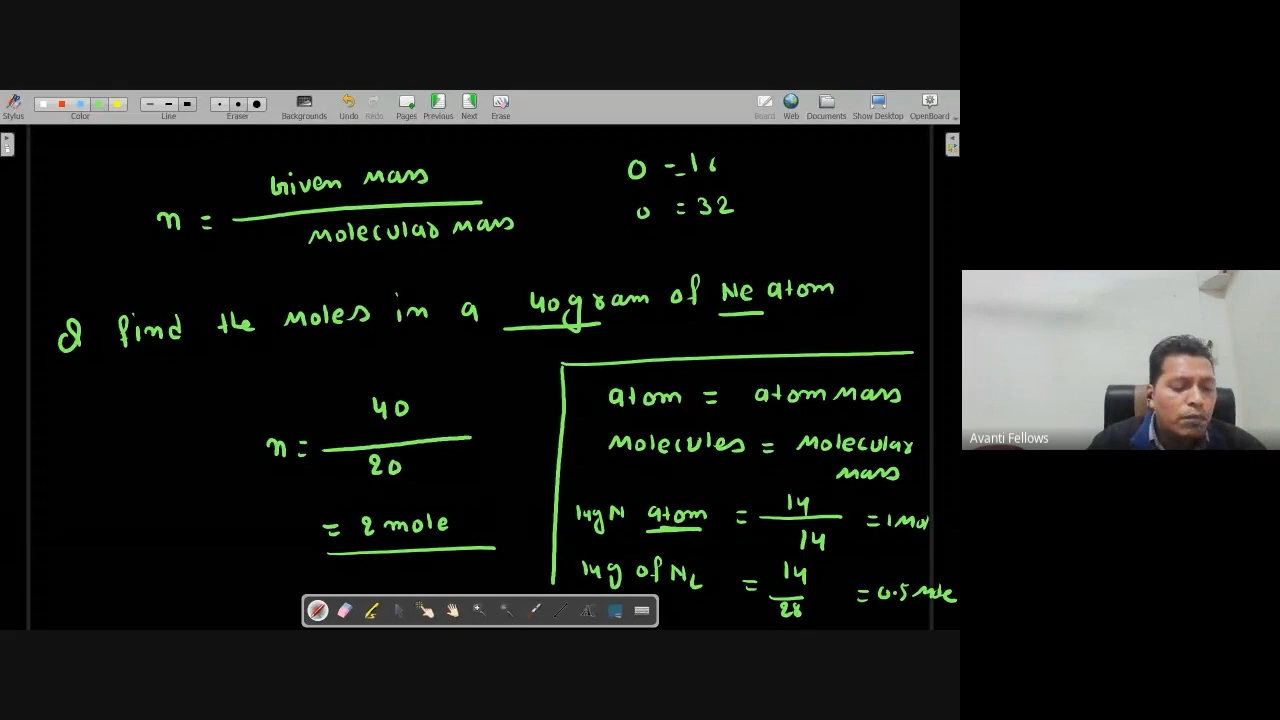 Stylus Color Line Eraser Backgrounds Undo Redo Pages Previous Next Erase Board Web Documents Show Desktop OpenBoard
n = Given Mass / molecular mass
O = 16
O = 32
Q find the moles in a 40gram of Ne atom
n = 40 / 20
= 2 mole
atom = atom mass
molecules = molecular mass
14g N atom = 14 / 14 = 1 Mol
14g of N2 = 14 / 28 = 0.5 Mole
Avanti Fellows